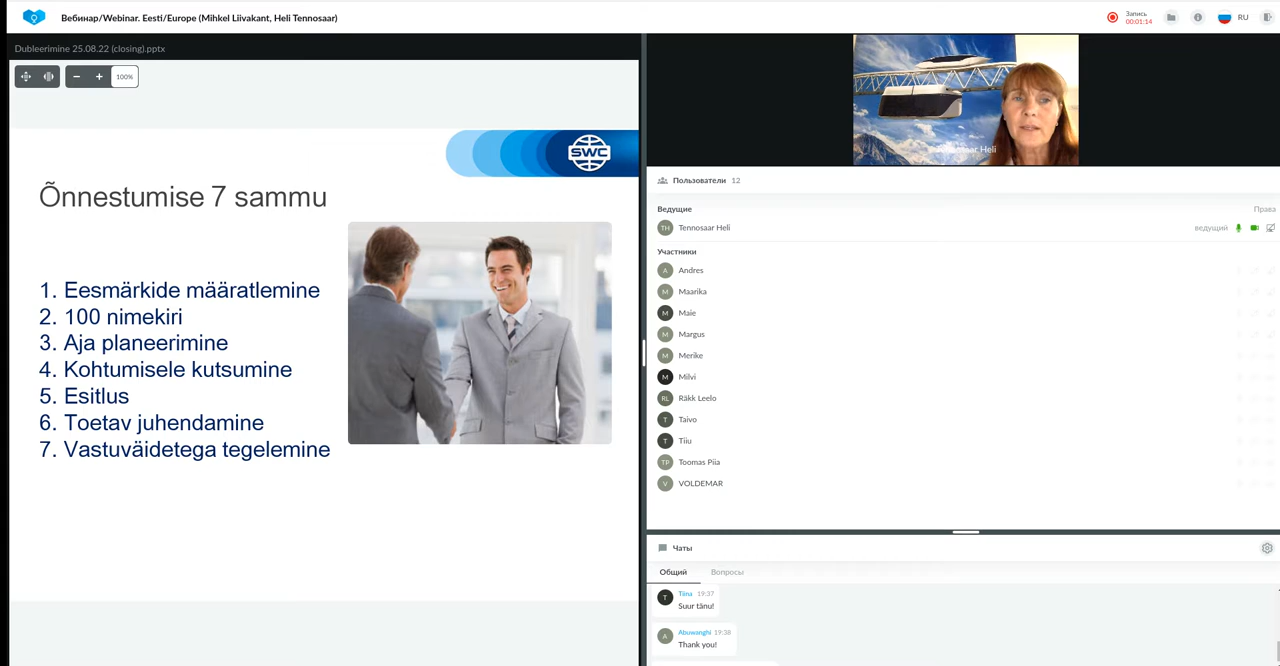 Вебинар/Webinar. Eesti/Europe (Mihkel Liivakant, Heli Tennosaar)
Запись
00:01:14
RU
Dubleerimine 25.08.22 (closing).pptx
100%
SWC
Õnnestumise 7 sammu
1. Eesmärkide määratlemine
2. 100 nimekiri
3. Aja planeerimine
4. Kohtumisele kutsumine
5. Esitlus
6. Toetav juhendamine
7. Vastuväidetega tegelemine
Heli
Пользователи 12
Ведущие
Права
TH Tennosaar Heli
ведущий
Участники
A Andres
M Maarika
M Maie
M Margus
M Merike
M Milvi
RL Räkk Leelo
T Taivo
T Tiiu
TP Toomas Piia
V VOLDEMAR
Чаты
Общий
Вопросы
T Tiina 19:37
Suur tänu!
A Abuwanghi 19:38
Thank you!